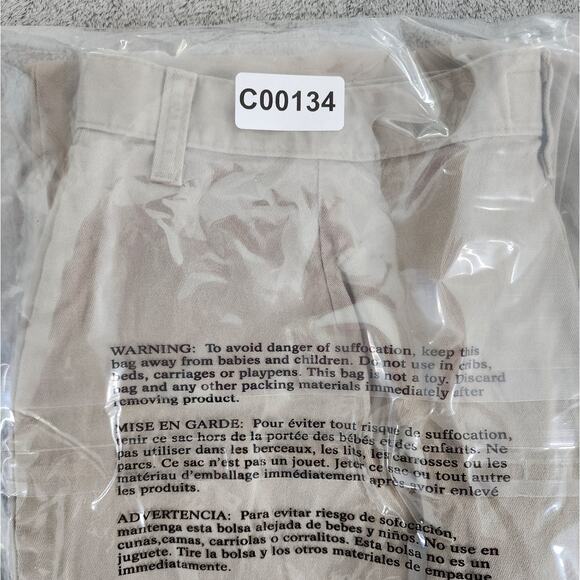 C00134
WARNING: To avoid danger of suffocation, keep this
bag away from babies and children. Do not use in cribs,
beds, carriages or playpens. This bag is not a toy. Discard
bag and any other packing materials immediately after
removing product.
MISE EN GARDE: Pour éviter tout risque de suffocation,
tenir ce sac hors de la portée des bébés et des enfants. Ne
pas utiliser dans les berceaux, les lits, les carrosses ou les
parcs. Ce sac n'est pas un jouet. Jeter ce sac ou tout autre
matériau d'emballage immédiatement après avoir enlevé
les produits.
ADVERTENCIA: Para evitar riesgo de sofocación,
mantenga esta bolsa alejada de bebes y niños. No use en
cunas,camas, carriolas o corralitos. Esta bolsa no es un
juguete. Tire la bolsa y los otros materiales de empaque
immediatamente.